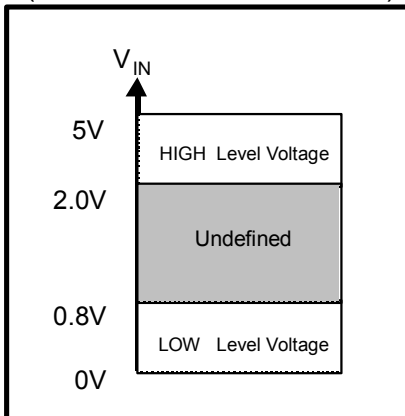 V_IN
5V
HIGH Level Voltage
2.0V
Undefined
0.8V
LOW Level Voltage
0V